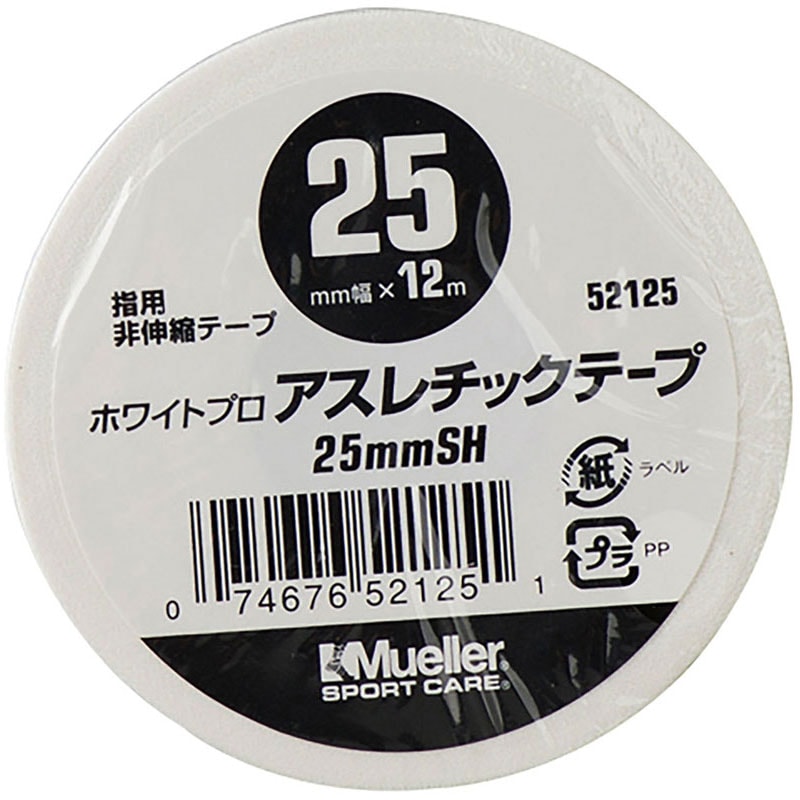 25
mm幅×12m
指用
非伸縮テープ
52125
ホワイトプロ アスレチックテープ
25mmSH
紙 ラベル
プラ PP
0 74676 52125 1
Mueller®
SPORT CARE®